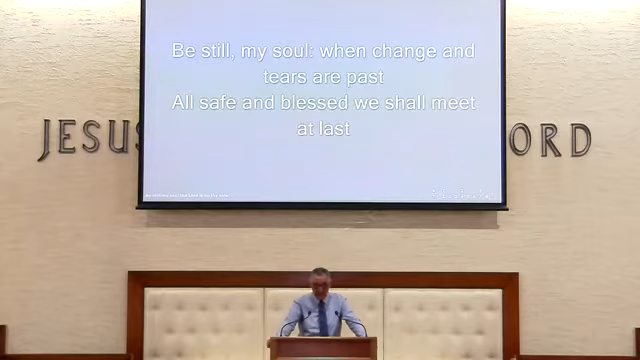 Be still, my soul: when change and
tears are past
All safe and blessed we shall meet
at last
JESUS
ORD